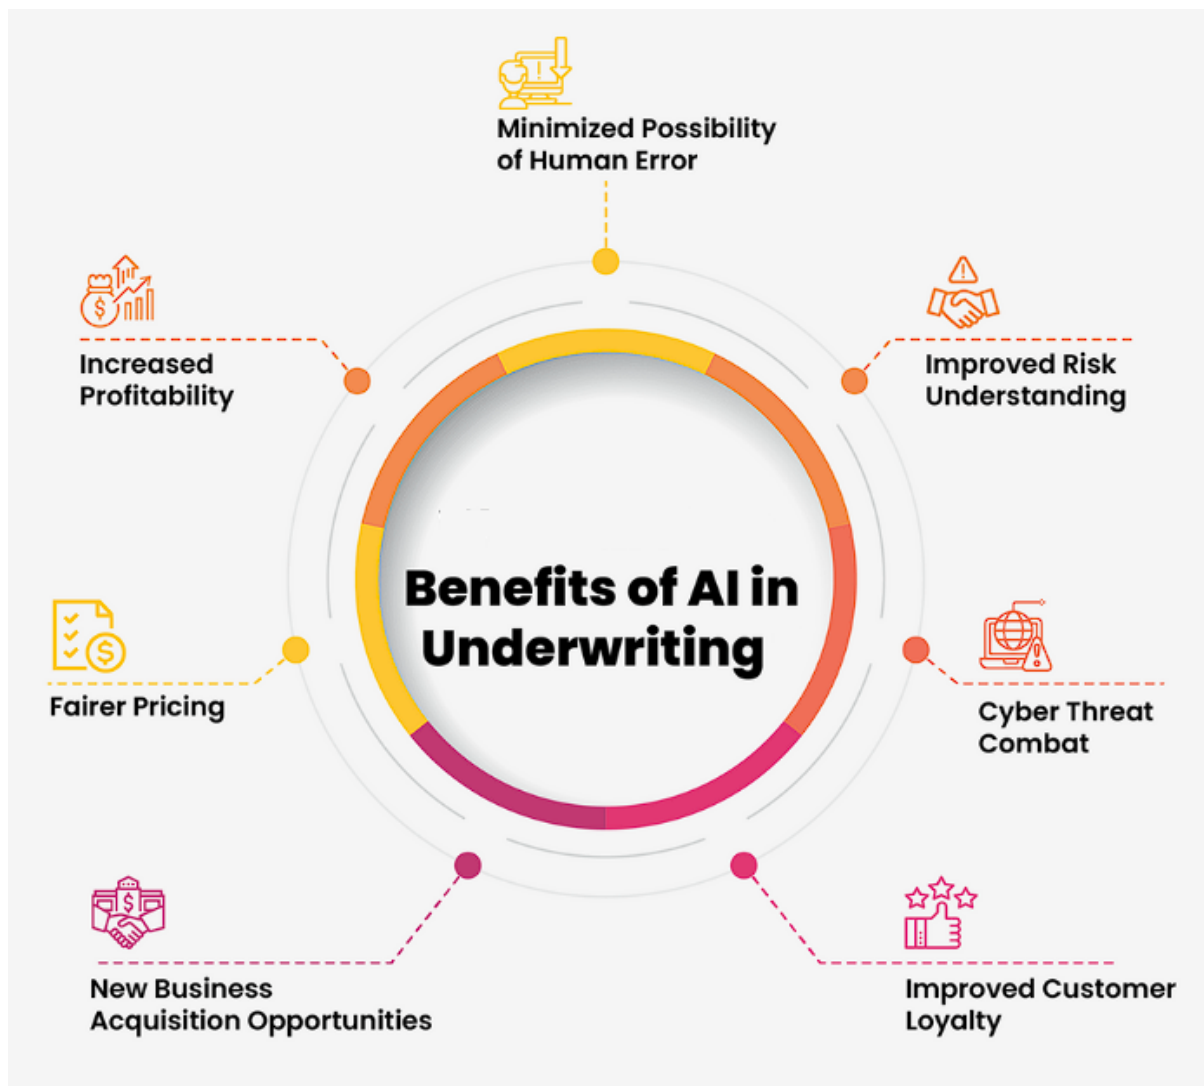 Minimized Possibility
of Human Error
Increased
Profitability
Improved Risk
Understanding
Benefits of AI in
Underwriting
Fairer Pricing
Cyber Threat
Combat
New Business
Acquisition Opportunities
Improved Customer
Loyalty